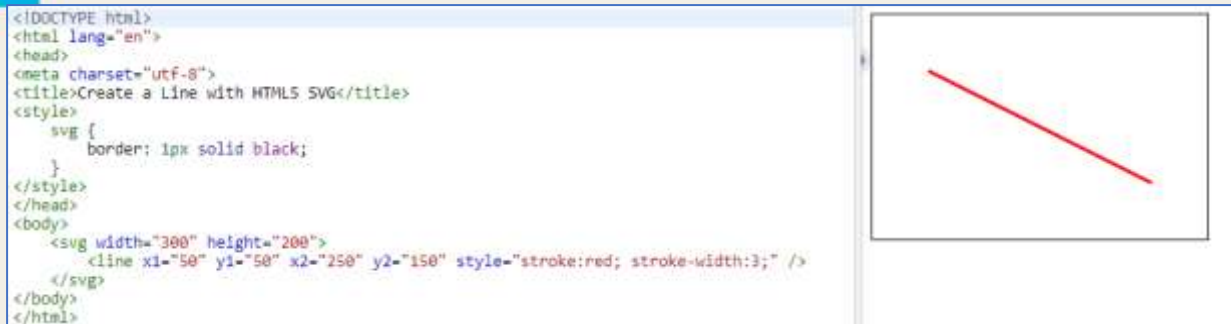 <!DOCTYPE html>
<html lang="en">
<head>
<meta charset="utf-8">
<title>Create a Line with HTML5 SVG</title>
<style>
    svg {
        border: 1px solid black;
    }
</style>
</head>
<body>
    <svg width="300" height="200">
        <line x1="50" y1="50" x2="250" y2="150" style="stroke:red; stroke-width:3;" />
    </svg>
</body>
</html>